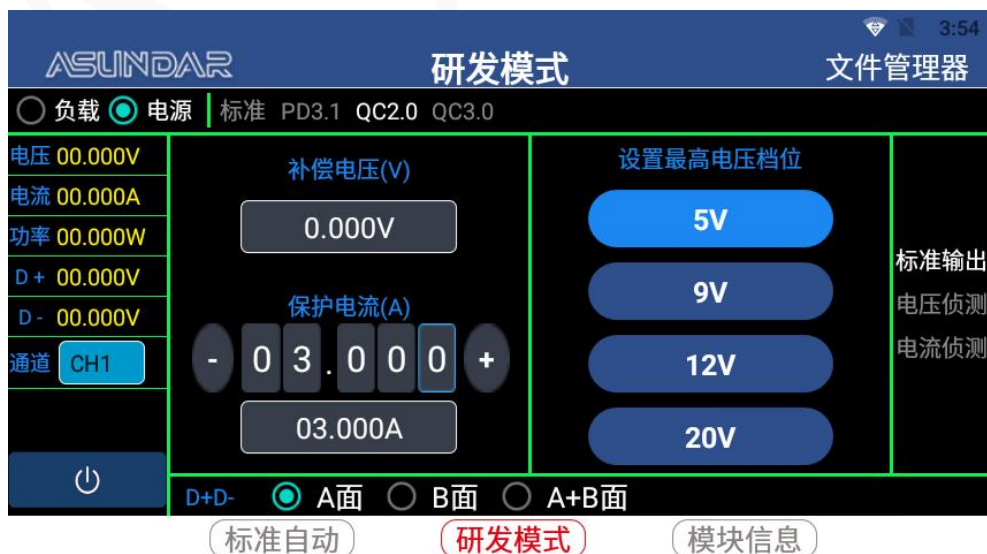 3:54
ASUNDAR
研发模式
文件管理器
负载 电源 标准 PD3.1 QC2.0 QC3.0
电压 00.000V
电流 00.000A
功率 00.000W
D+ 00.000V
D- 00.000V
通道 CH1
补偿电压(V)
0.000V
保护电流(A)
- 0 3 . 0 0 0 +
03.000A
设置最高电压档位
5V
9V
12V
20V
标准输出
电压侦测
电流侦测
D+D- A面 B面 A+B面
标准自动 研发模式 模块信息